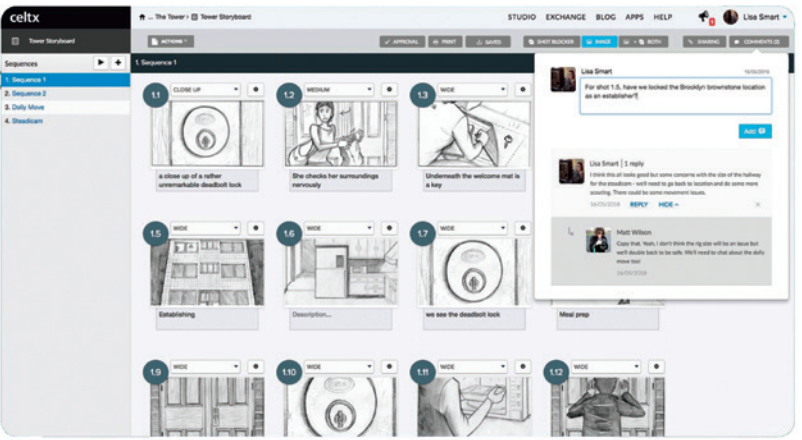 celtx
... The Tower › Tower Storyboard
STUDIO EXCHANGE BLOG APPS HELP
Lisa Smart
Tower Storyboard
ACTIONS
APPROVAL
PRINT
SAVED
SHOT BLOCKER
IMAGE
BOTH
SHARING
COMMENTS (2)
Sequences
1. Sequence 1
2. Sequence 2
3. Dolly Move
4. Steadicam
1. Sequence 1
1.1 CLOSE UP
a close up of a rather
unremarkable deadbolt lock
1.2 MEDIUM
She checks her surroundings
nervously
1.3 WIDE
Underneath the welcome mat is
a key
1.5 WIDE
Establishing
1.6 WIDE
Description...
1.7 WIDE
we see the deadbolt lock
Meal prep
1.9 WIDE
1.10 WIDE
1.11 WIDE
1.12 WIDE
Lisa Smart
For shot 1.5, have we locked the Brooklyn brownstone location
as an establisher?
Add
Lisa Smart | 1 reply
I think this all looks good but some concerns with the size of the hallway
for the steadicam - we'll need to go back to location and do some more
scouting. There could be some movement issues.
16/05/2018 REPLY HIDE
Matt Wilson
Copy that. Yeah, I don't think the rig size will be an issue but
we'll double back to be safe. We'll need to chat about the dolly
move too!
16/05/2018